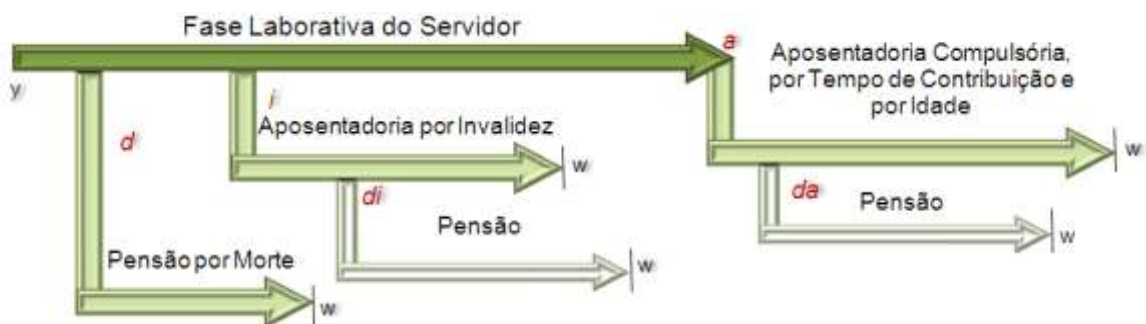 Fase Laborativa do Servidor
a
Aposentadoria Compulsória,
por Tempo de Contribuição e
por Idade
y
i
d
Aposentadoria por Invalidez
w
w
di
da
Pensão
Pensão
w
w
Pensão por Morte
w